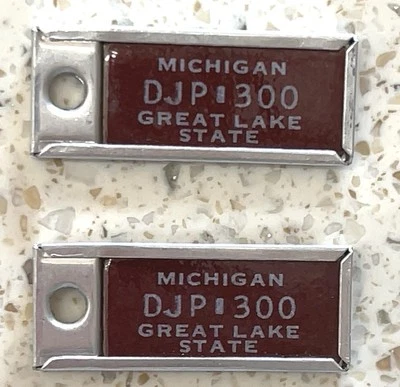 MICHIGAN
DJP▮300
GREAT LAKE
STATE
MICHIGAN
DJP▮300
GREAT LAKE
STATE